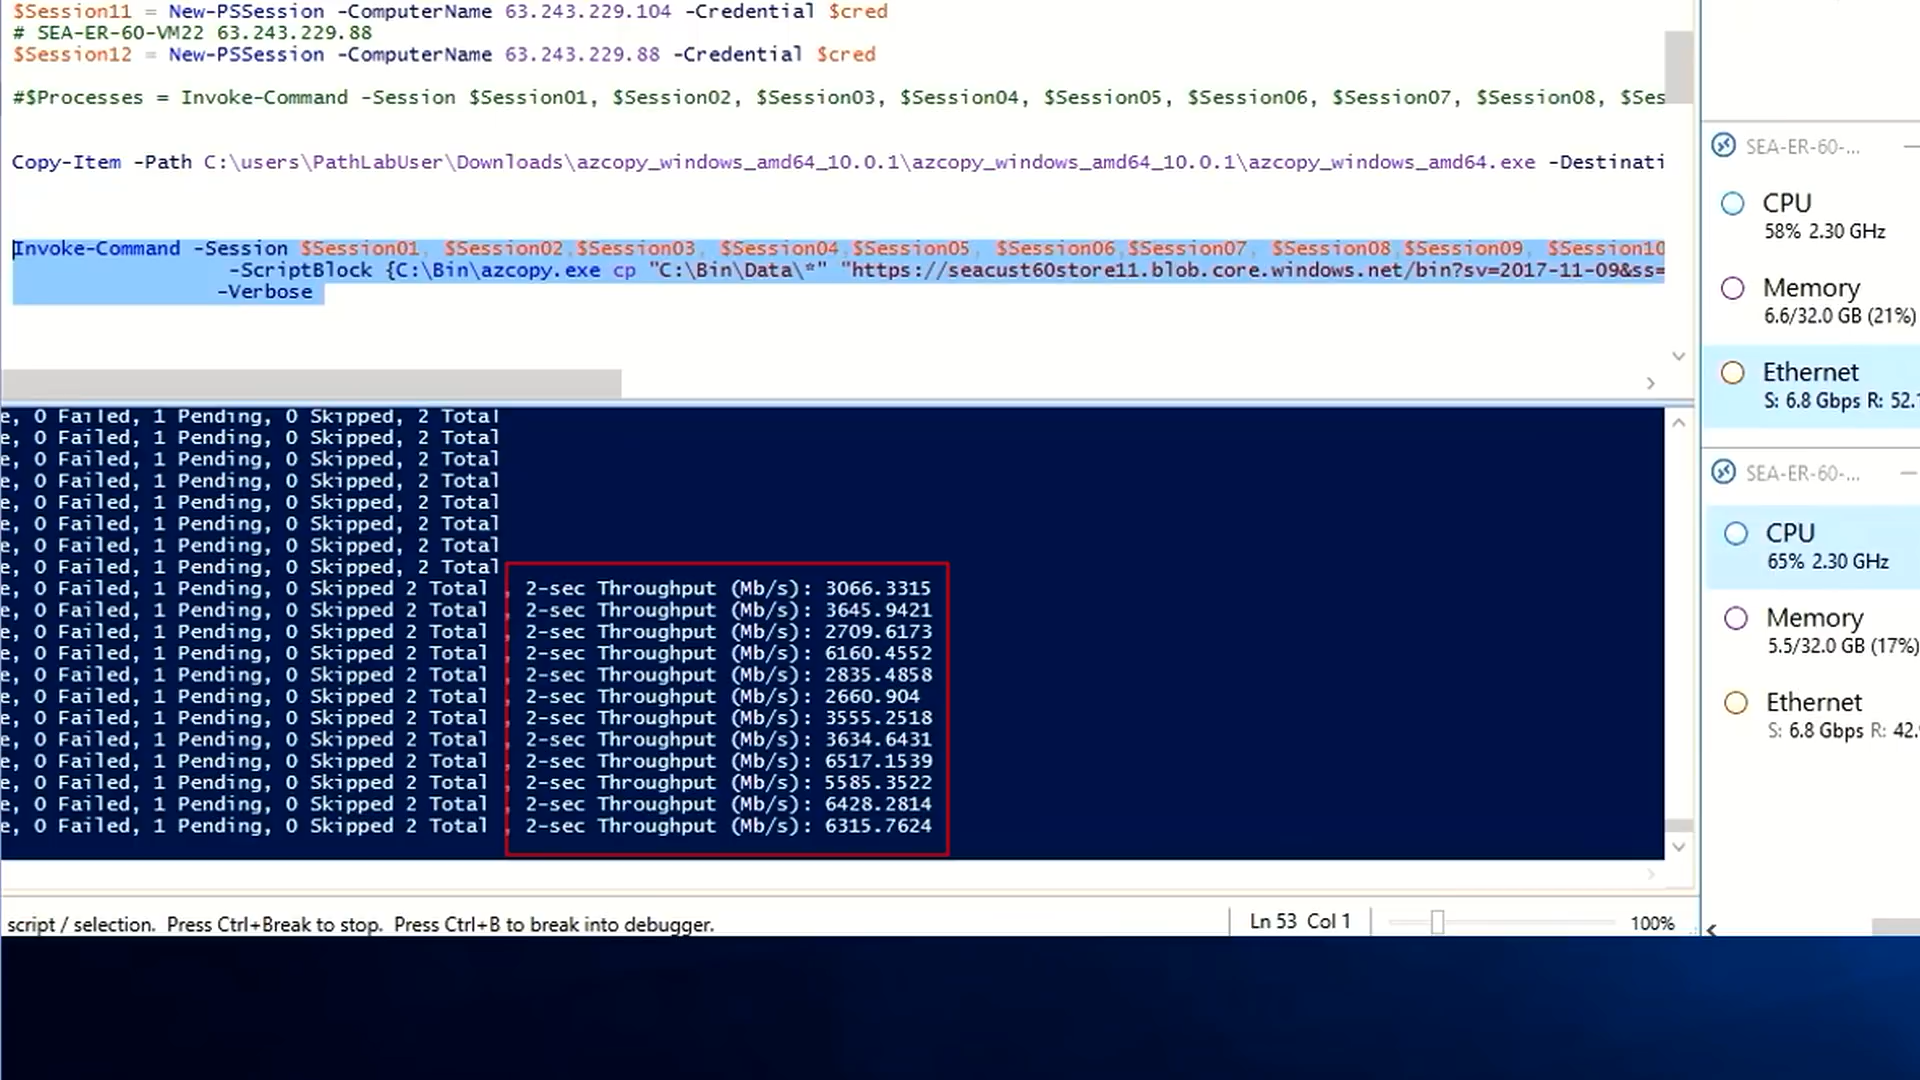 $Session11 = New-PSSession -ComputerName 63.243.229.104 -Credential $cred
# SEA-ER-60-VM22 63.243.229.88
$Session12 = New-PSSession -ComputerName 63.243.229.88 -Credential $cred
#$Processes = Invoke-Command -Session $Session01, $Session02, $Session03, $Session04, $Session05, $Session06, $Session07, $Session08, $Ses
Copy-Item -Path C:\users\PathLabUser\Downloads\azcopy_windows_amd64_10.0.1\azcopy_windows_amd64_10.0.1\azcopy_windows_amd64.exe -Destinati
Invoke-Command -Session $Session01, $Session02,$Session03, $Session04,$Session05, $Session06,$Session07, $Session08,$Session09, $Session10
-ScriptBlock {C:\Bin\azcopy.exe cp "C:\Bin\Data\*" "https://seacust60store11.blob.core.windows.net/bin?sv=2017-11-09&ss=
-Verbose
e, 0 Failed, 1 Pending, 0 Skipped, 2 Total
e, 0 Failed, 1 Pending, 0 Skipped, 2 Total
e, 0 Failed, 1 Pending, 0 Skipped, 2 Total
e, 0 Failed, 1 Pending, 0 Skipped, 2 Total
e, 0 Failed, 1 Pending, 0 Skipped, 2 Total
e, 0 Failed, 1 Pending, 0 Skipped, 2 Total
e, 0 Failed, 1 Pending, 0 Skipped, 2 Total
e, 0 Failed, 1 Pending, 0 Skipped, 2 Total
e, 0 Failed, 1 Pending, 0 Skipped 2 Total , 2-sec Throughput (Mb/s): 3066.3315
e, 0 Failed, 1 Pending, 0 Skipped 2 Total , 2-sec Throughput (Mb/s): 3645.9421
e, 0 Failed, 1 Pending, 0 Skipped 2 Total , 2-sec Throughput (Mb/s): 2709.6173
e, 0 Failed, 1 Pending, 0 Skipped 2 Total , 2-sec Throughput (Mb/s): 6160.4552
e, 0 Failed, 1 Pending, 0 Skipped 2 Total , 2-sec Throughput (Mb/s): 2835.4858
e, 0 Failed, 1 Pending, 0 Skipped 2 Total , 2-sec Throughput (Mb/s): 2660.904
e, 0 Failed, 1 Pending, 0 Skipped 2 Total , 2-sec Throughput (Mb/s): 3555.2518
e, 0 Failed, 1 Pending, 0 Skipped 2 Total , 2-sec Throughput (Mb/s): 3634.6431
e, 0 Failed, 1 Pending, 0 Skipped 2 Total , 2-sec Throughput (Mb/s): 6517.1539
e, 0 Failed, 1 Pending, 0 Skipped 2 Total , 2-sec Throughput (Mb/s): 5585.3522
e, 0 Failed, 1 Pending, 0 Skipped 2 Total , 2-sec Throughput (Mb/s): 6428.2814
e, 0 Failed, 1 Pending, 0 Skipped 2 Total , 2-sec Throughput (Mb/s): 6315.7624
script / selection. Press Ctrl+Break to stop. Press Ctrl+B to break into debugger.
Ln 53 Col 1
100%
SEA-ER-60-...
CPU
58% 2.30 GHz
Memory
6.6/32.0 GB (21%)
Ethernet
S: 6.8 Gbps R: 52.
SEA-ER-60-...
CPU
65% 2.30 GHz
Memory
5.5/32.0 GB (17%)
Ethernet
S: 6.8 Gbps R: 42.